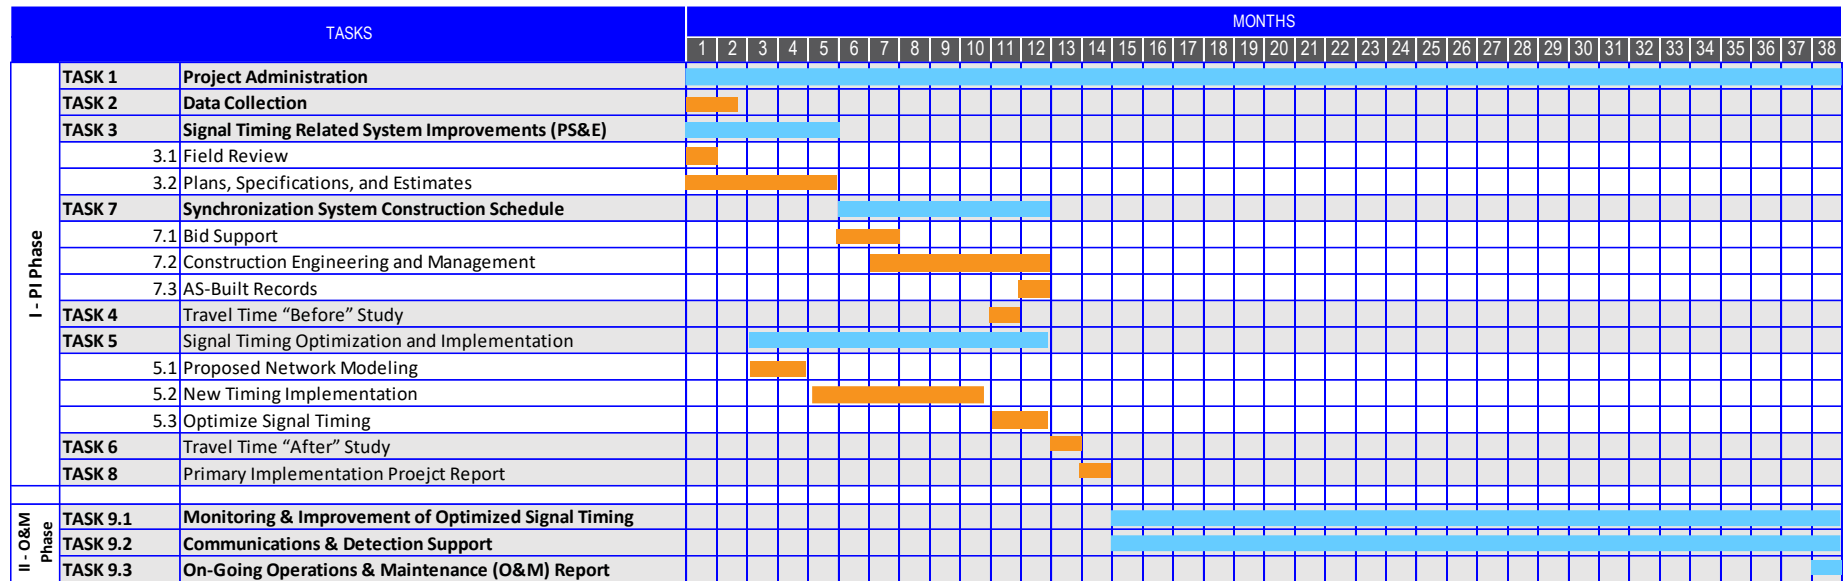 TASKS
MONTHS
1 2 3 4 5 6 7 8 9 10 11 12 13 14 15 16 17 18 19 20 21 22 23 24 25 26 27 28 29 30 31 32 33 34 35 36 37 38
I - PI Phase
TASK 1 Project Administration
TASK 2 Data Collection
TASK 3 Signal Timing Related System Improvements (PS&E)
3.1 Field Review
3.2 Plans, Specifications, and Estimates
TASK 7 Synchronization System Construction Schedule
7.1 Bid Support
7.2 Construction Engineering and Management
7.3 AS-Built Records
TASK 4 Travel Time “Before” Study
TASK 5 Signal Timing Optimization and Implementation
5.1 Proposed Network Modeling
5.2 New Timing Implementation
5.3 Optimize Signal Timing
TASK 6 Travel Time “After” Study
TASK 8 Primary Implementation Proejct Report
II - O&M
Phase
TASK 9.1 Monitoring & Improvement of Optimized Signal Timing
TASK 9.2 Communications & Detection Support
TASK 9.3 On-Going Operations & Maintenance (O&M) Report